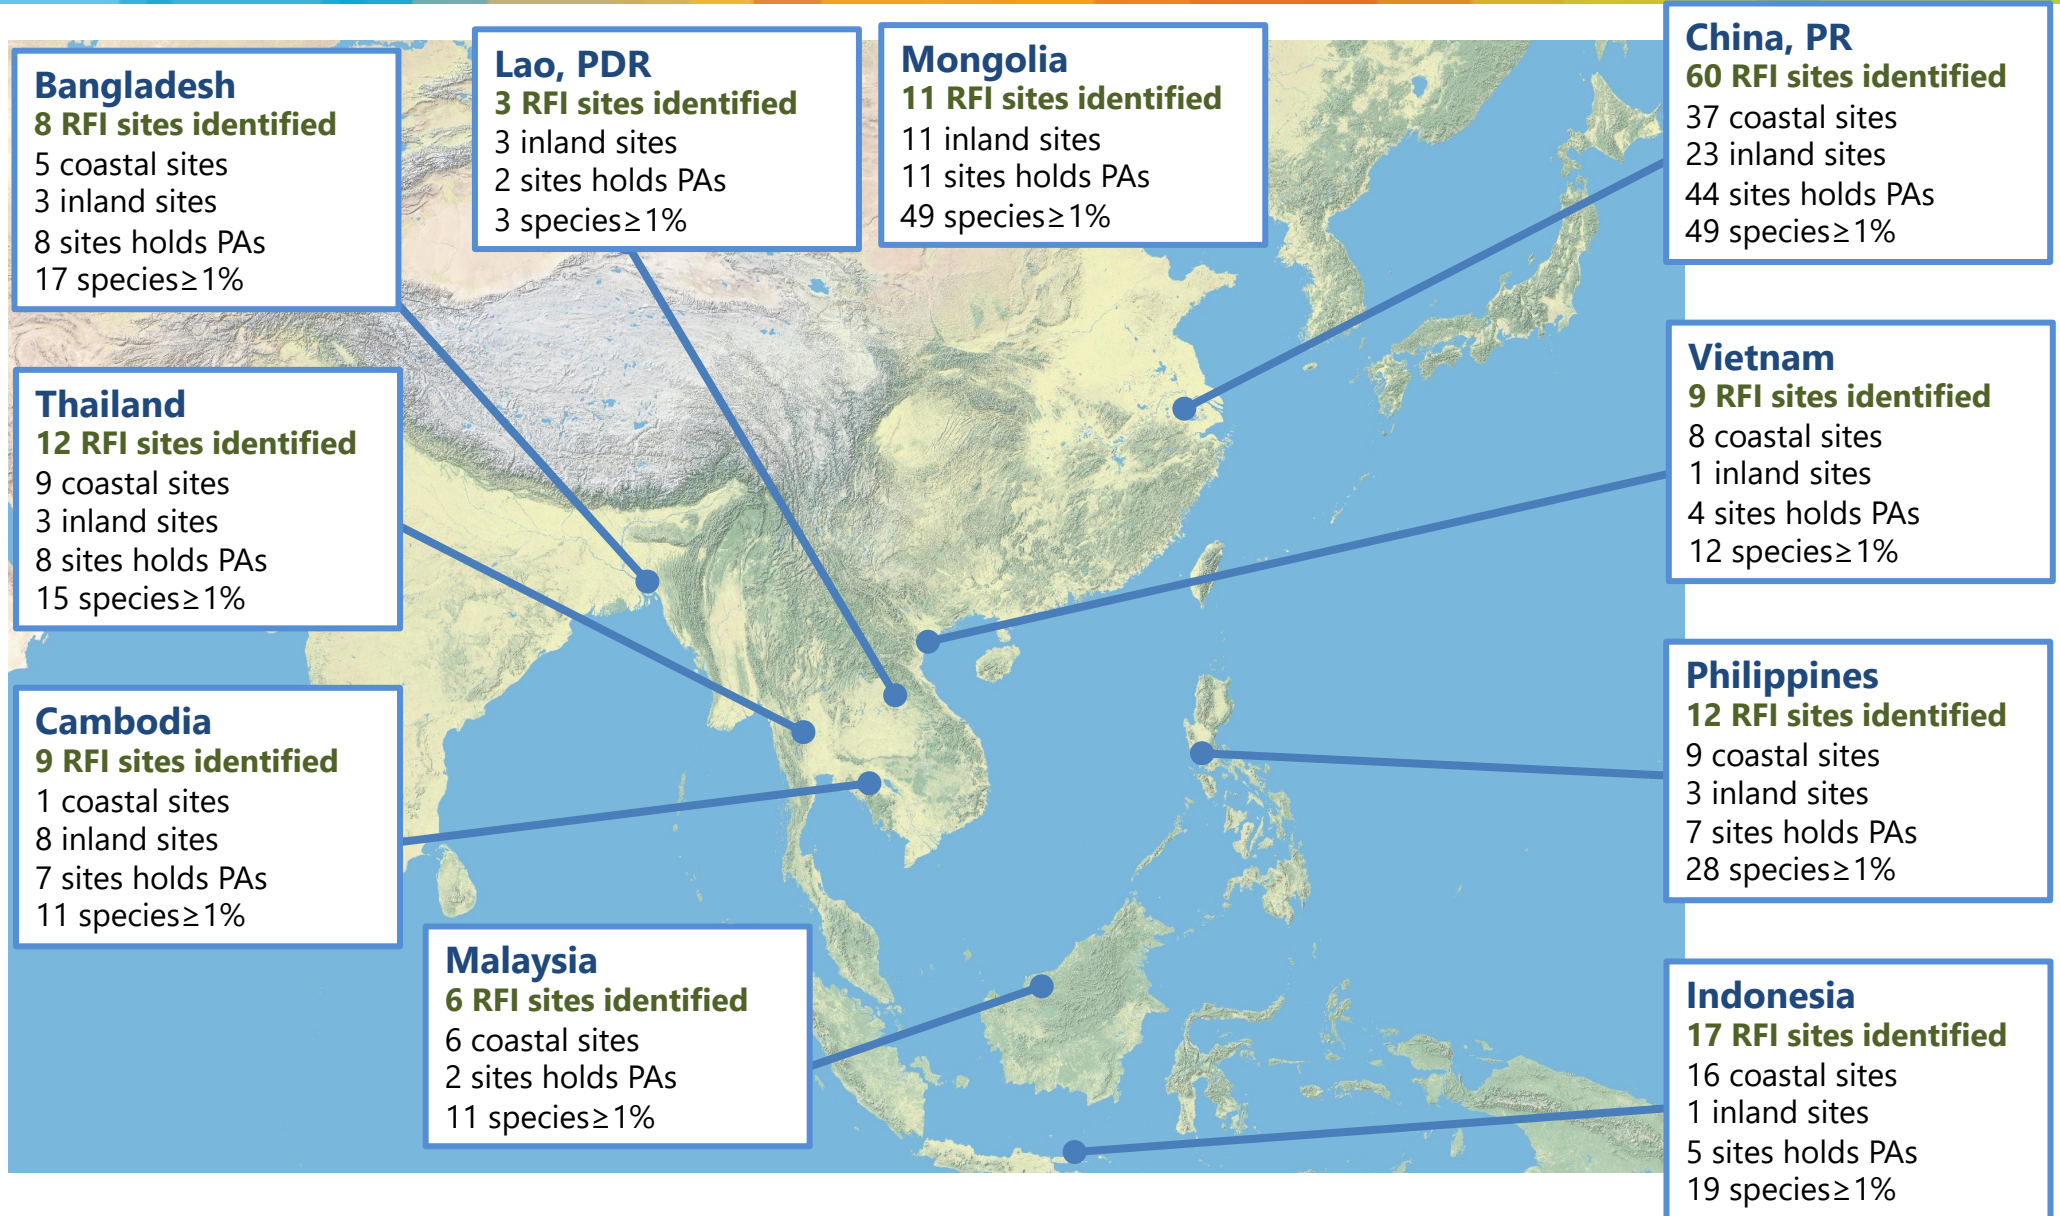 Bangladesh
8 RFI sites identified
5 coastal sites
3 inland sites
8 sites holds PAs
17 species≥1%
Lao, PDR
3 RFI sites identified
3 inland sites
2 sites holds PAs
3 species≥1%
Mongolia
11 RFI sites identified
11 inland sites
11 sites holds PAs
49 species≥1%
China, PR
60 RFI sites identified
37 coastal sites
23 inland sites
44 sites holds PAs
49 species≥1%
Thailand
12 RFI sites identified
9 coastal sites
3 inland sites
8 sites holds PAs
15 species≥1%
Vietnam
9 RFI sites identified
8 coastal sites
1 inland sites
4 sites holds PAs
12 species≥1%
Cambodia
9 RFI sites identified
1 coastal sites
8 inland sites
7 sites holds PAs
11 species≥1%
Philippines
12 RFI sites identified
9 coastal sites
3 inland sites
7 sites holds PAs
28 species≥1%
Malaysia
6 RFI sites identified
6 coastal sites
2 sites holds PAs
11 species≥1%
Indonesia
17 RFI sites identified
16 coastal sites
1 inland sites
5 sites holds PAs
19 species≥1%